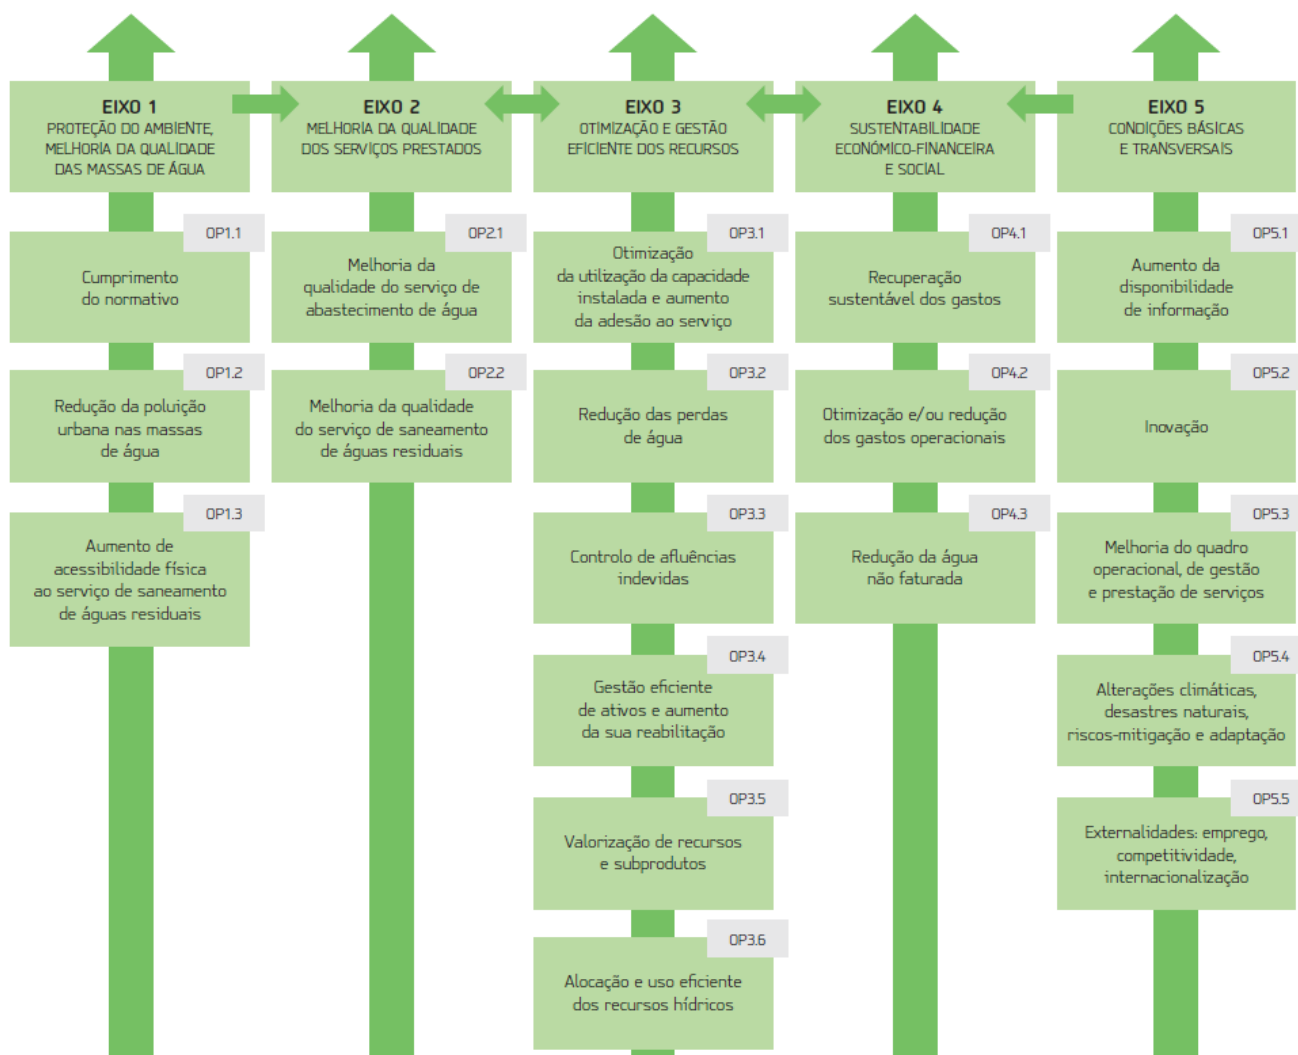 EIXO 1
PROTEÇÃO DO AMBIENTE,
MELHORIA DA QUALIDADE
DAS MASSAS DE ÁGUA
OP1.1
Cumprimento
do normativo
OP1.2
Redução da poluição
urbana nas massas
de água
OP1.3
Aumento de
acessibilidade física
ao serviço de saneamento
de águas residuais
EIXO 2
MELHORIA DA QUALIDADE
DOS SERVIÇOS PRESTADOS
OP2.1
Melhoria da
qualidade do serviço de
abastecimento de água
OP2.2
Melhoria da qualidade
do serviço de saneamento
de águas residuais
EIXO 3
OTIMIZAÇÃO E GESTÃO
EFICIENTE DOS RECURSOS
OP3.1
Otimização
da utilização da capacidade
instalada e aumento
da adesão ao serviço
OP3.2
Redução das perdas
de água
OP3.3
Controlo de afluências
indevidas
OP3.4
Gestão eficiente
de ativos e aumento
da sua reabilitação
OP3.5
Valorização de recursos
e subprodutos
OP3.6
Alocação e uso eficiente
dos recursos hídricos
EIXO 4
SUSTENTABILIDADE
ECONÓMICO-FINANCEIRA
E SOCIAL
OP4.1
Recuperação
sustentável dos gastos
OP4.2
Otimização e/ou redução
dos gastos operacionais
OP4.3
Redução da água
não faturada
EIXO 5
CONDIÇÕES BÁSICAS
E TRANSVERSAIS
OP5.1
Aumento da
disponibilidade
de informação
OP5.2
Inovação
OP5.3
Melhoria do quadro
operacional, de gestão
e prestação de serviços
OP5.4
Alterações climáticas,
desastres naturais,
riscos-mitigação e adaptação
OP5.5
Externalidades: emprego,
competitividade,
internacionalização